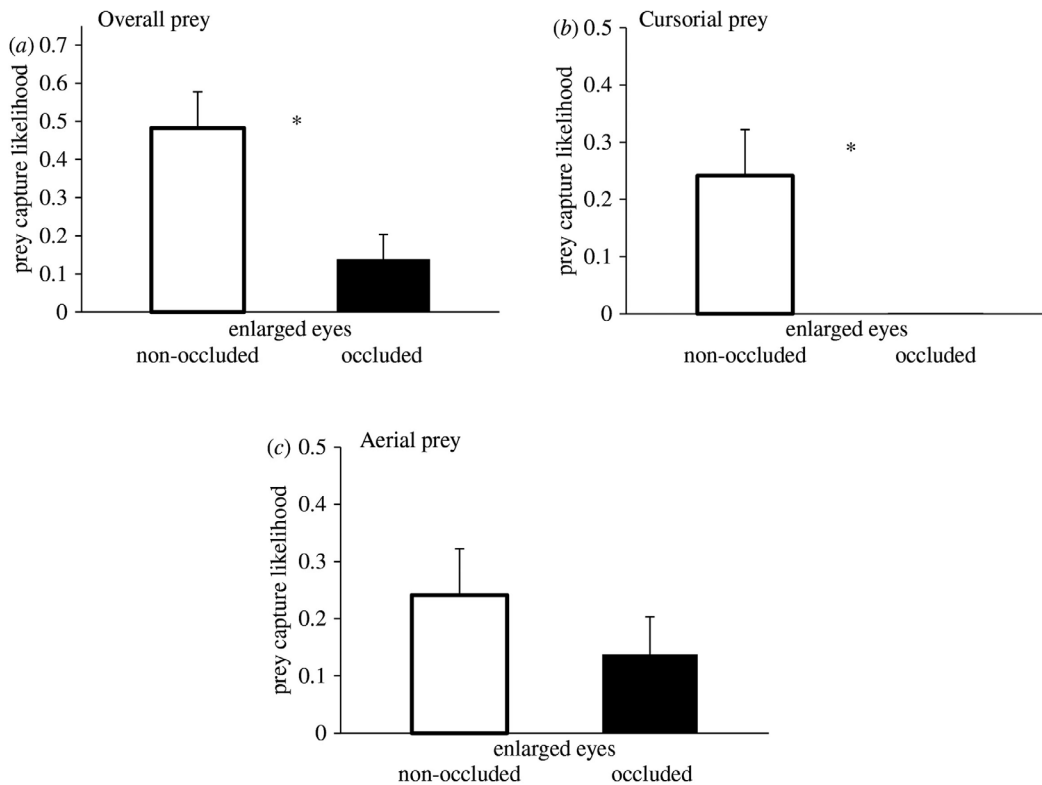 (a)
Overall prey
prey capture likelihood
0.7
0.6
0.5
0.4
0.3
0.2
0.1
0
*
enlarged eyes
non-occluded occluded
(b)
Cursorial prey
prey capture likelihood
0.5
0.4
0.3
0.2
0.1
0
*
enlarged eyes
non-occluded occluded
(c)
Aerial prey
prey capture likelihood
0.5
0.4
0.3
0.2
0.1
0
enlarged eyes
non-occluded occluded